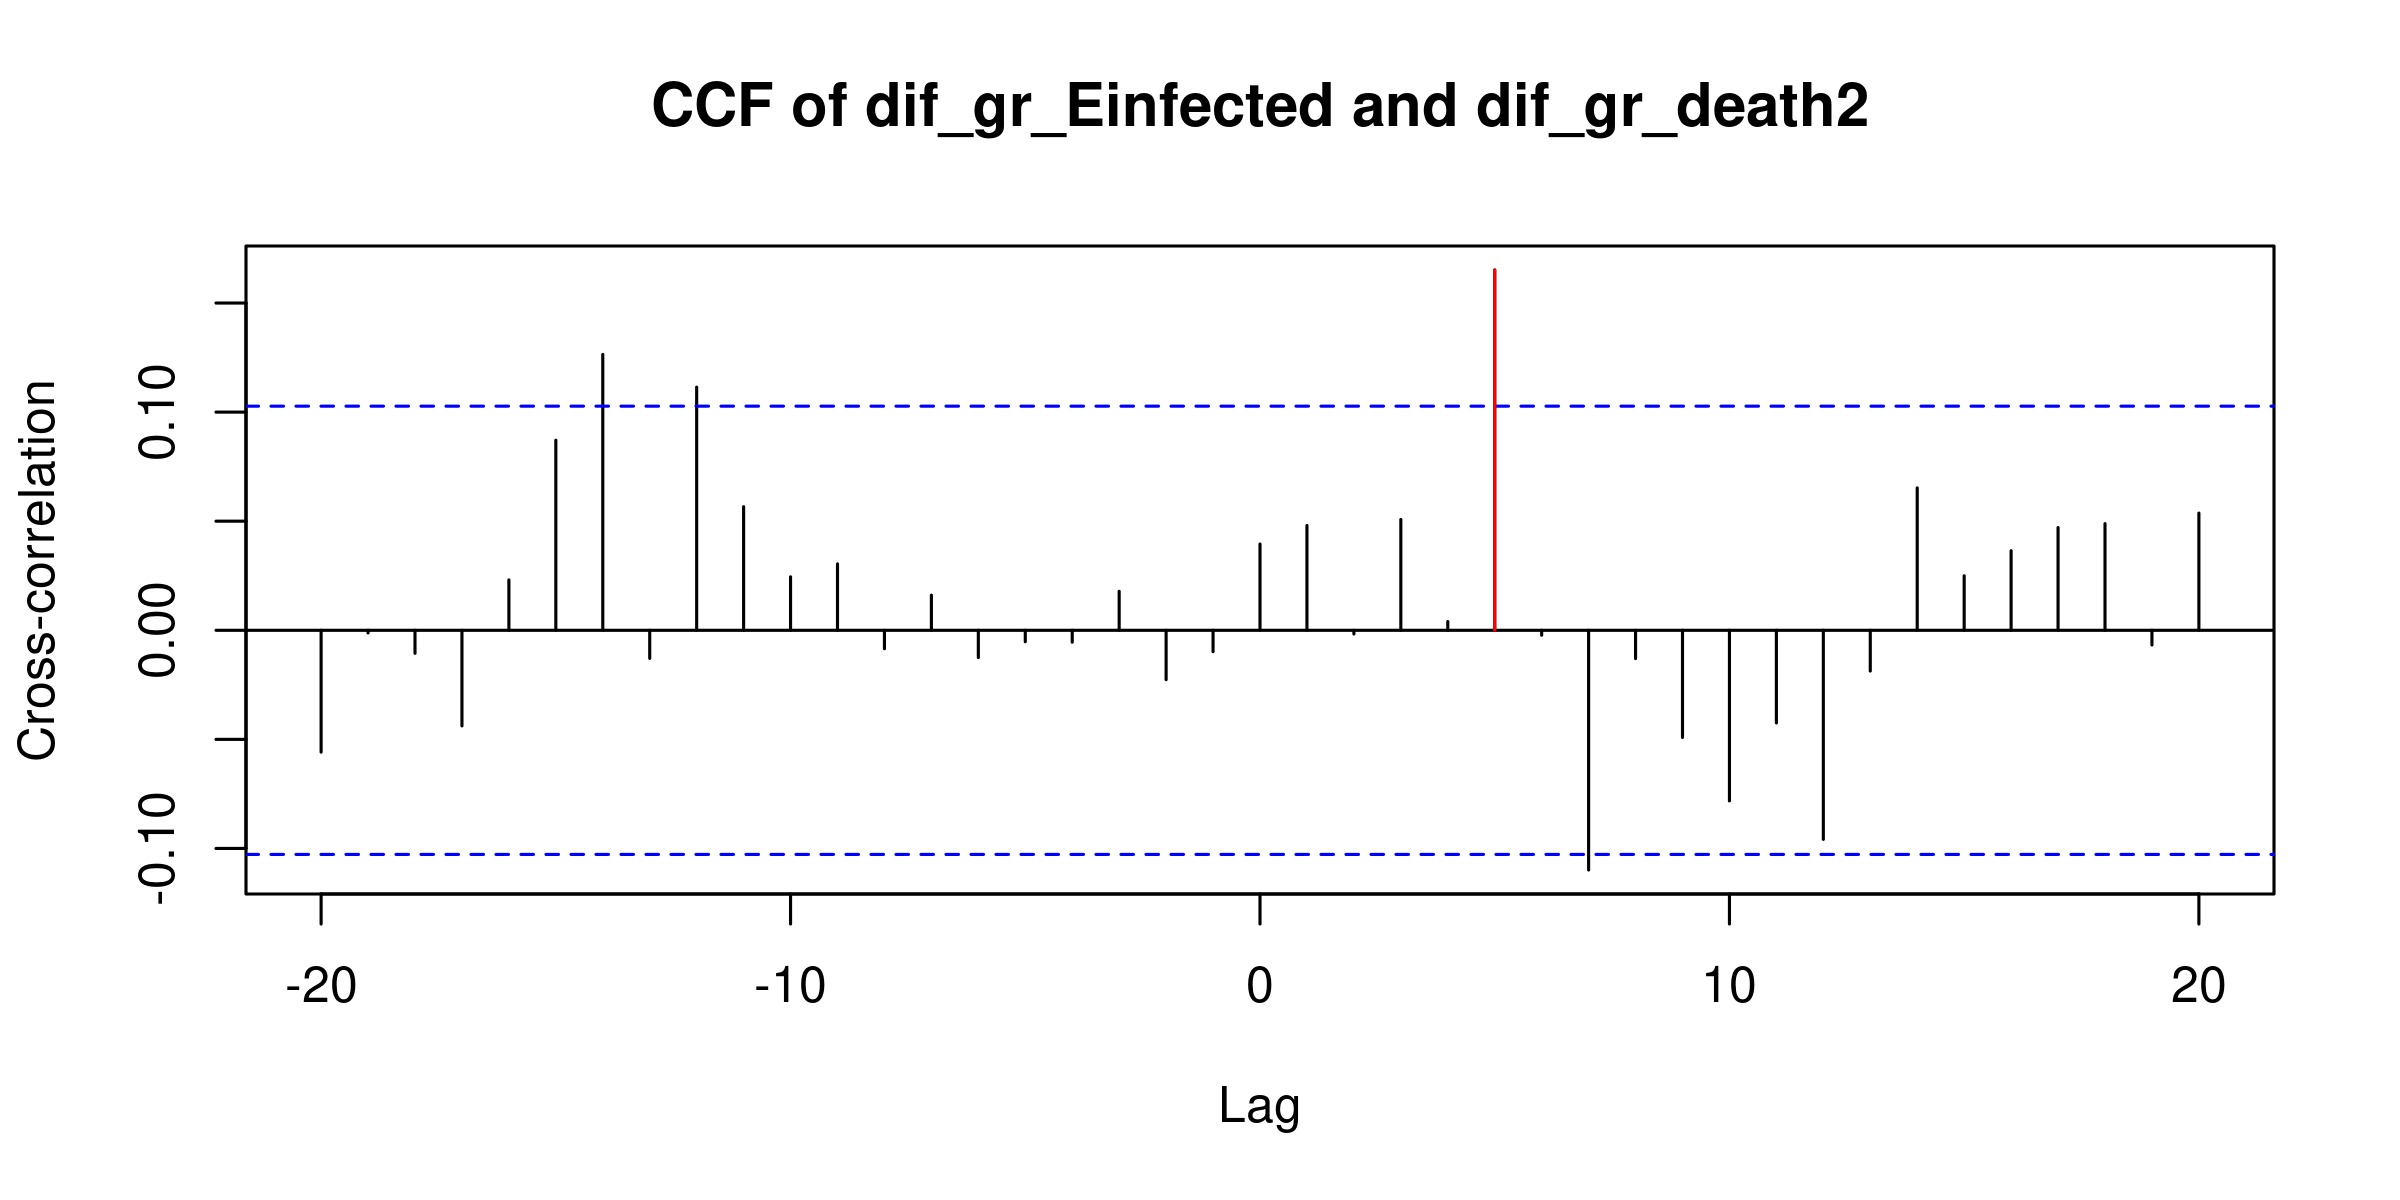 CCF of dif_gr_Einfected and dif_gr_death2
Cross-correlation
0.10
0.00
-0.10
-20 -10 0 10 20
Lag